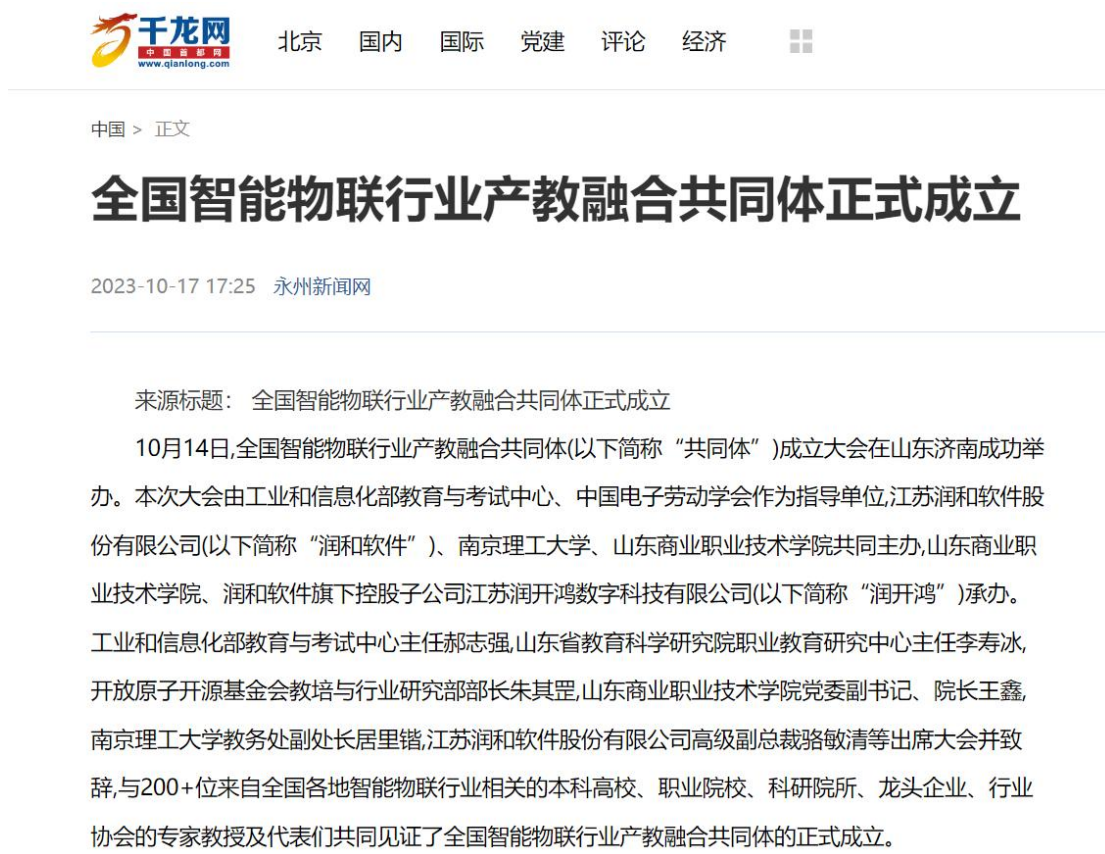 千龙网
中国首都网
www.qianlong.com
北京 国内 国际 党建 评论 经济
中国 > 正文
全国智能物联行业产教融合共同体正式成立
2023-10-17 17:25 永州新闻网
来源标题： 全国智能物联行业产教融合共同体正式成立
10月14日,全国智能物联行业产教融合共同体(以下简称“共同体”)成立大会在山东济南成功举
办。本次大会由工业和信息化部教育与考试中心、中国电子劳动学会作为指导单位,江苏润和软件股
份有限公司(以下简称“润和软件”)、南京理工大学、山东商业职业技术学院共同主办,山东商业职
业技术学院、润和软件旗下控股子公司江苏润开鸿数字科技有限公司(以下简称“润开鸿”)承办。
工业和信息化部教育与考试中心主任郝志强,山东省教育科学研究院职业教育研究中心主任李寿冰,
开放原子开源基金会教培与行业研究部部长朱其罡,山东商业职业技术学院党委副书记、院长王鑫,
南京理工大学教务处副处长居里锴,江苏润和软件股份有限公司高级副总裁骆敏清等出席大会并致
辞,与200+位来自全国各地智能物联行业相关的本科高校、职业院校、科研院所、龙头企业、行业
协会的专家教授及代表们共同见证了全国智能物联行业产教融合共同体的正式成立。